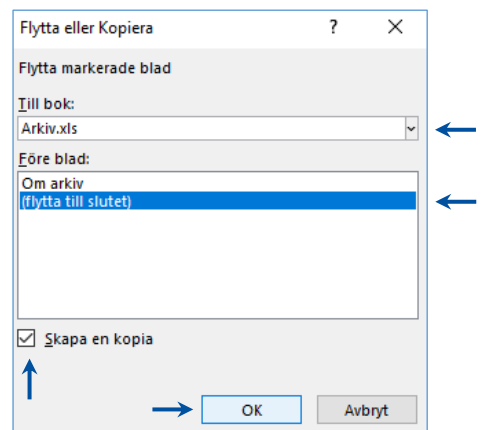 Flytta eller Kopiera ?
Flytta markerade blad
Till bok:
Arkiv.xls
Före blad:
Om arkiv
(flytta till slutet)
Skapa en kopia
OK Avbryt